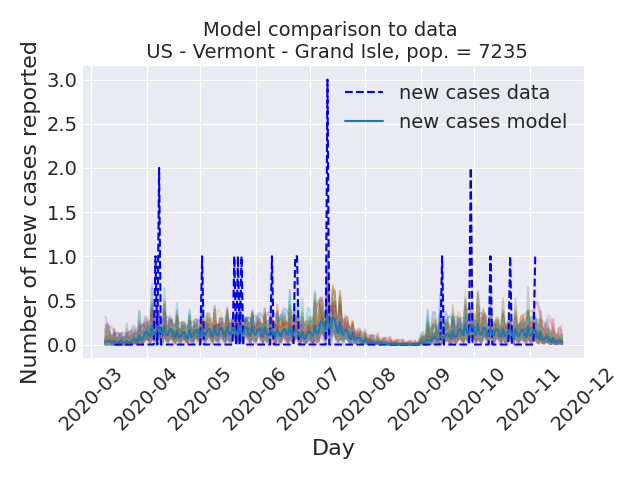 Model comparison to data
US - Vermont - Grand Isle, pop. = 7235
Number of new cases reported
3.0
2.5
2.0
1.5
1.0
0.5
0.0
new cases data
new cases model
2020-03
2020-04
2020-05
2020-06
2020-07
2020-08
2020-09
2020-10
2020-11
2020-12
Day